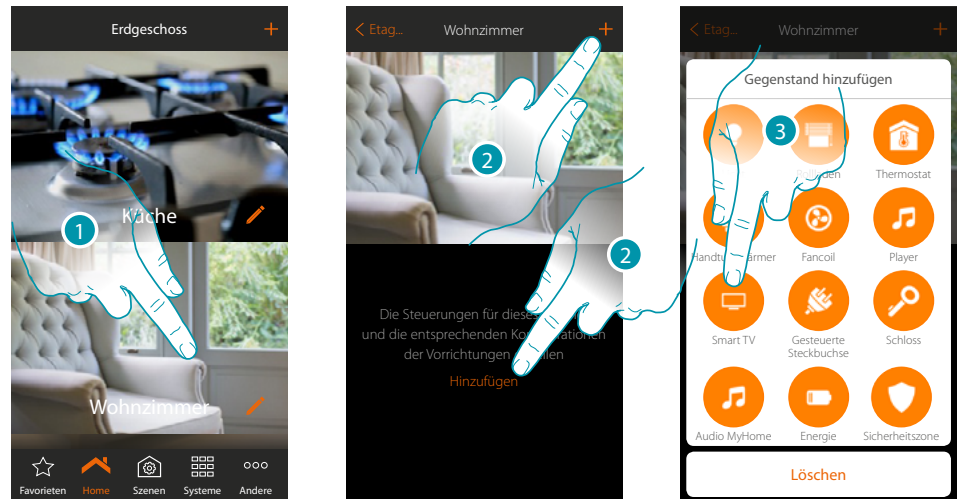 Erdgeschoss
Küche
1
Wohnzimmer
Favoriten Home Szenen Systeme Andere
Etag... Wohnzimmer
2
2
Die Steuerungen für dieses
und die entsprechenden
der Vorrichtungen
Hinzufügen
Etag... Wohnzimmer
Gegenstand hinzufügen
3
Thermostat
Fancoil Player
Smart TV Gesteuerte Schloss
Steckbuchse
Audio MyHome Energie Sicherheitszone
Löschen